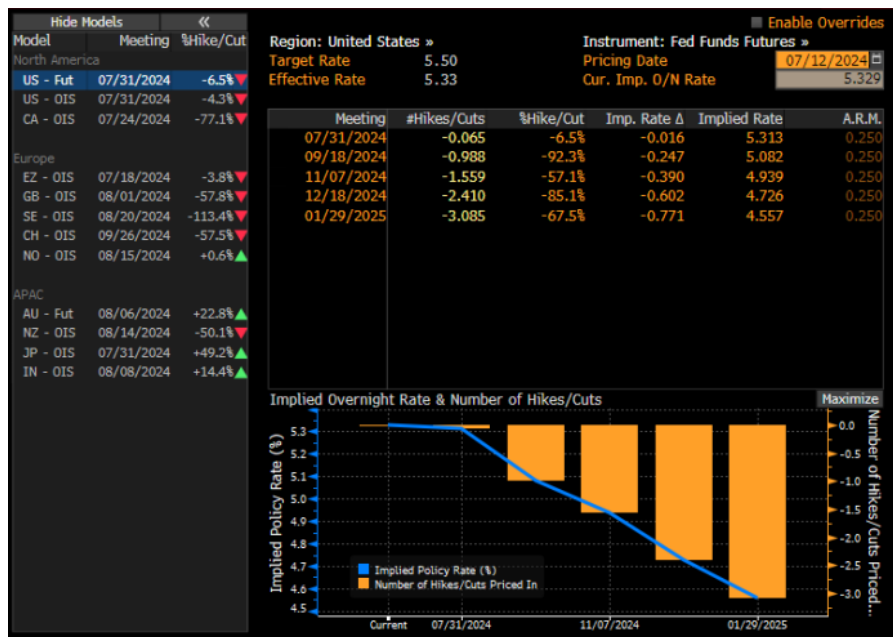 Hide Models «
Model Meeting %Hike/Cut
North America
US - Fut 07/31/2024 -6.5%
US - OIS 07/31/2024 -4.3%
CA - OIS 07/24/2024 -77.1%
Europe
EZ - OIS 07/18/2024 -3.8%
GB - OIS 08/01/2024 -57.8%
SE - OIS 08/20/2024 -113.4%
CH - OIS 09/26/2024 -57.5%
NO - OIS 08/15/2024 +0.6%
APAC
AU - Fut 08/06/2024 +22.8%
NZ - OIS 08/14/2024 -50.1%
JP - OIS 07/31/2024 +49.2%
IN - OIS 08/08/2024 +14.4%
Enable Overrides
Region: United States » Instrument: Fed Funds Futures »
Target Rate 5.50 Pricing Date 07/12/2024
Effective Rate 5.33 Cur. Imp. O/N Rate 5.329
Meeting #Hikes/Cuts %Hike/Cut Imp. Rate Δ Implied Rate A.R.M.
07/31/2024 -0.065 -6.5% -0.016 5.313 0.250
09/18/2024 -0.988 -92.3% -0.247 5.082 0.250
11/07/2024 -1.559 -57.1% -0.390 4.939 0.250
12/18/2024 -2.410 -85.1% -0.602 4.726 0.250
01/29/2025 -3.085 -67.5% -0.771 4.557 0.250
Implied Overnight Rate & Number of Hikes/Cuts Maximize
Implied Policy Rate (%)
5.3
5.2
5.1
5.0
4.9
4.8
4.7
4.6
4.5
Implied Policy Rate (%)
Number of Hikes/Cuts Priced In
0.0
-0.5
-1.0
-1.5
-2.0
-2.5
-3.0
Number of Hikes/Cuts Priced...
Current 07/31/2024 11/07/2024 01/29/2025